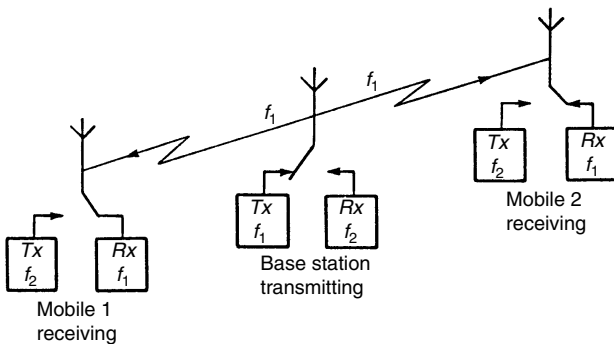 f1
f1
Tx
f2
Rx
f1
Mobile 2
receiving
Tx
f1
Rx
f2
Base station
transmitting
Tx
f2
Rx
f1
Mobile 1
receiving